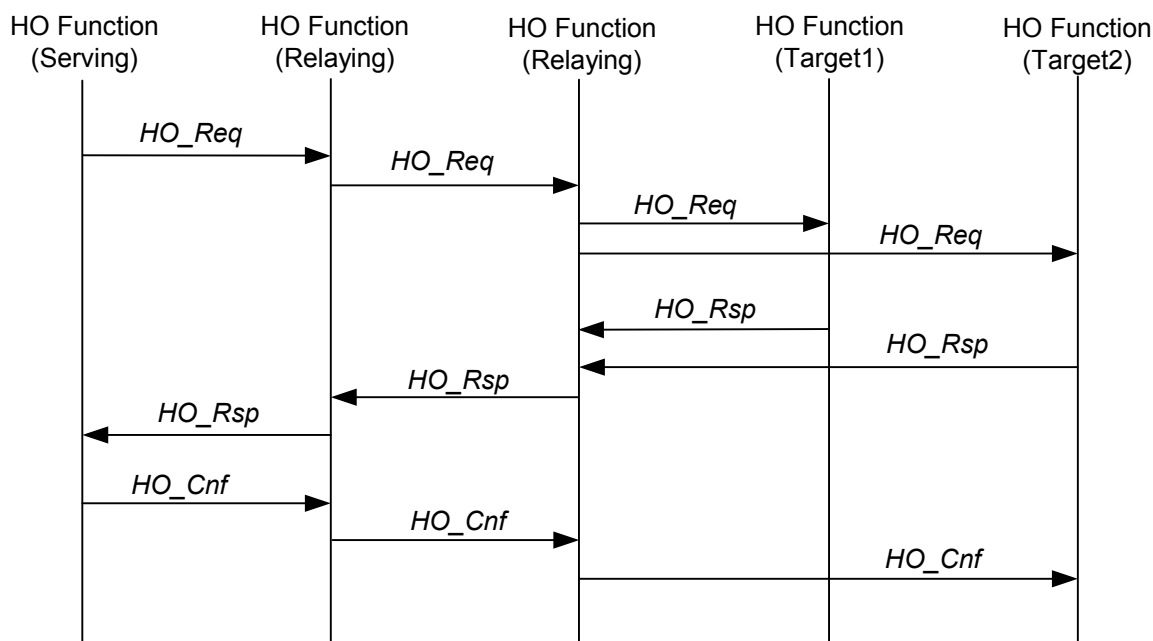 HO Function
(Serving)
HO Function
(Relaying)
HO Function
(Relaying)
HO Function
(Target1)
HO Function
(Target2)
HO_Req
HO_Req
HO_Req
HO_Req
HO_Rsp
HO_Rsp
HO_Rsp
HO_Rsp
HO_Cnf
HO_Cnf
HO_Cnf